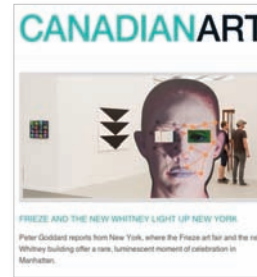 CANADIANART
FRIEZE AND THE NEW WHITNEY LIGHT UP NEW YORK
Peter Goddard reports from New York, where the Frieze art fair and the
Whitney building offer a rare, luminescent moment of celebration in
Manhattan.